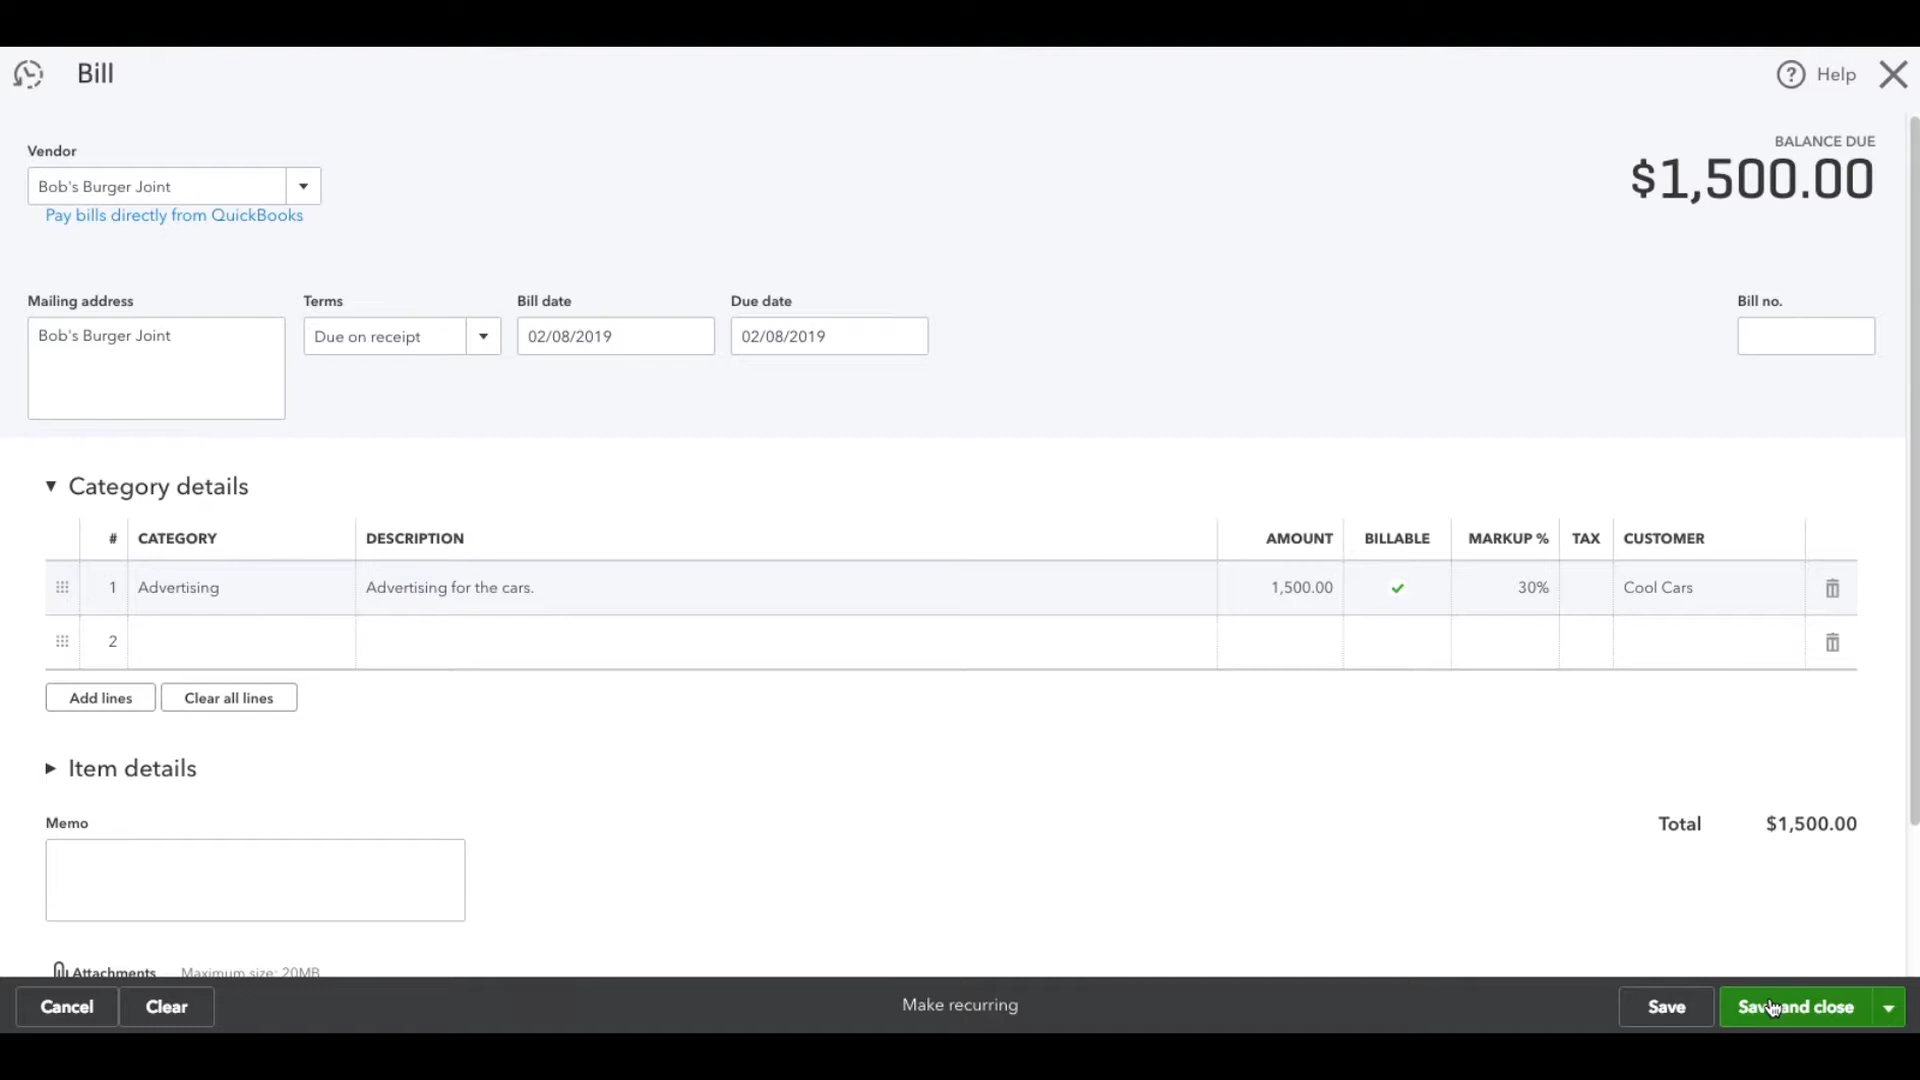 Bill
Help
Vendor
BALANCE DUE
Bob's Burger Joint
$1,500.00
Pay bills directly from QuickBooks
Mailing address Terms Bill date Due date Bill no.
Bob's Burger Joint Due on receipt 02/08/2019 02/08/2019
Category details
# CATEGORY DESCRIPTION AMOUNT BILLABLE MARKUP % TAX CUSTOMER
1 Advertising Advertising for the cars. 1,500.00 30% Cool Cars
2
Add lines Clear all lines
Item details
Memo
Total $1,500.00
Attachments Maximum size: 20MB
Cancel Clear Make recurring Save Save and close